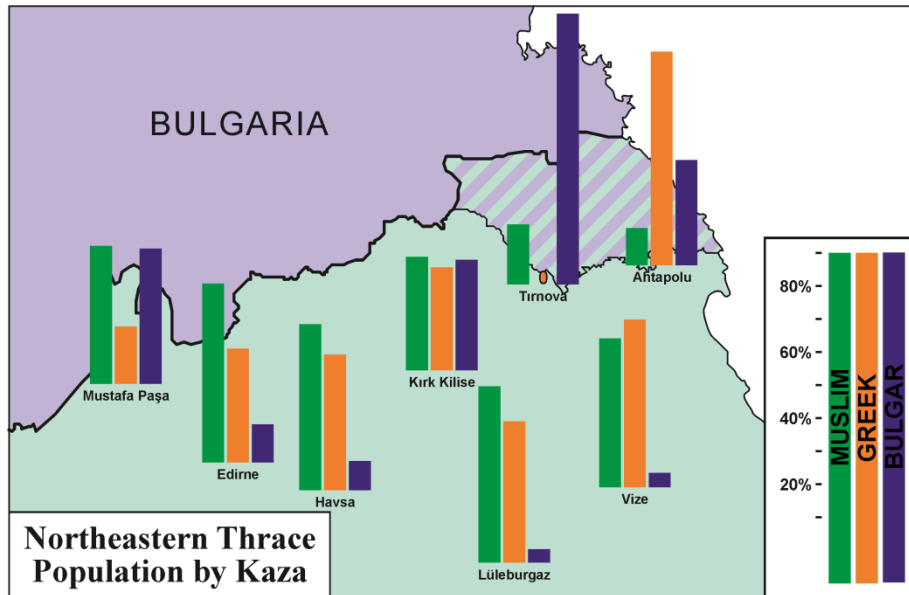 BULGARIA
Tırnova
Ahtapolu
Mustafa Paşa
Kırk Kilise
Edirne
Havsa
Vize
Lüleburgaz
80%
60%
40%
20%
MUSLIM
GREEK
BULGAR
Northeastern Thrace
Population by Kaza